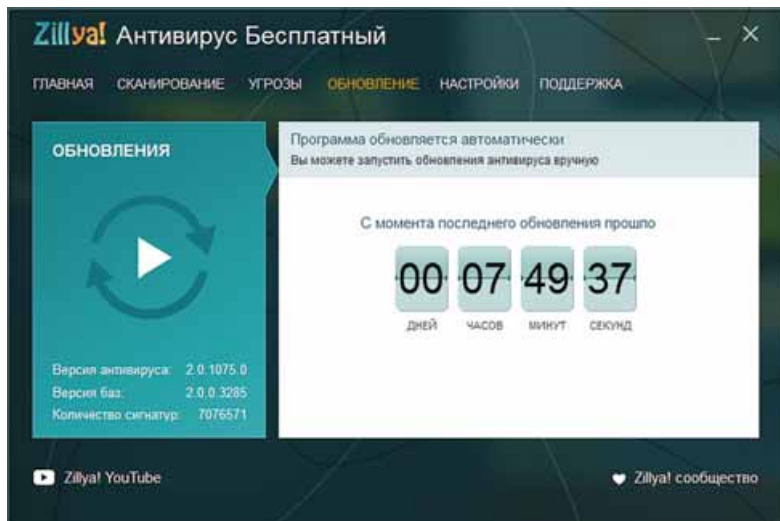 Zillya! Антивирус Бесплатный
ГЛАВНАЯ СКАНИРОВАНИЕ УГРОЗЫ ОБНОВЛЕНИЕ НАСТРОЙКИ ПОДДЕРЖКА
ОБНОВЛЕНИЯ
Программа обновляется автоматически
Вы можете запустить обновления антивируса вручную
С момента последнего обновления прошло
00 07 49 37
ДНЕЙ ЧАСОВ МИНУТ СЕКУНД
Версия антивируса: 2.0.1075.0
Версия баз: 2.0.0.3285
Количество сигнатур: 7076571
Zillya! YouTube
Zillya! сообщество